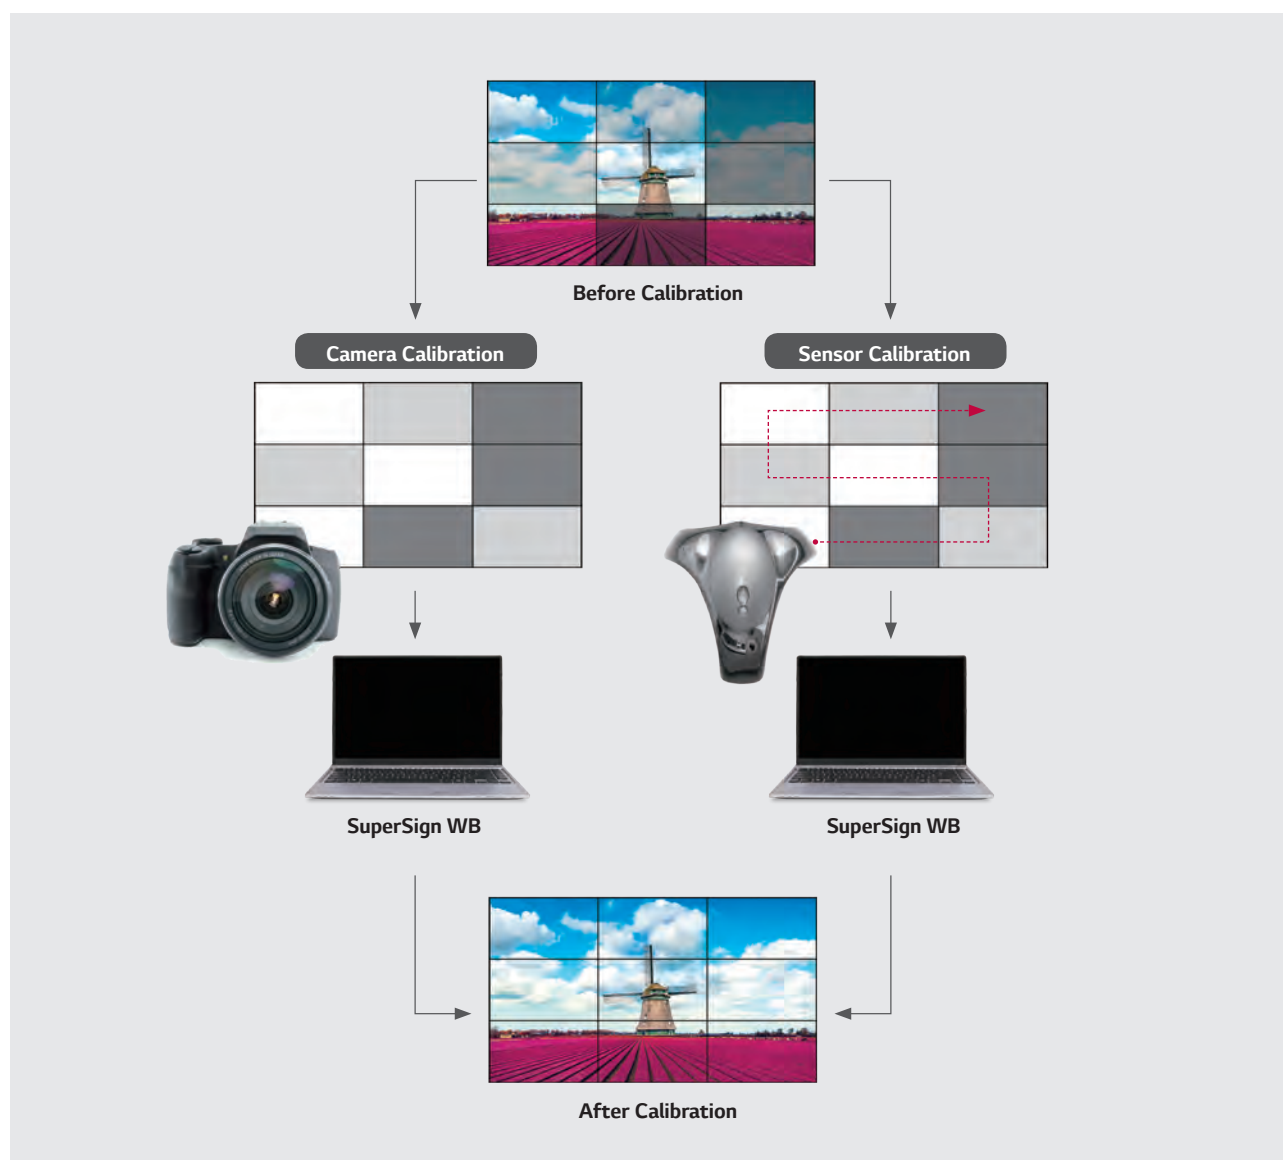 Before Calibration
Camera Calibration
Sensor Calibration
SuperSign WB
SuperSign WB
After Calibration